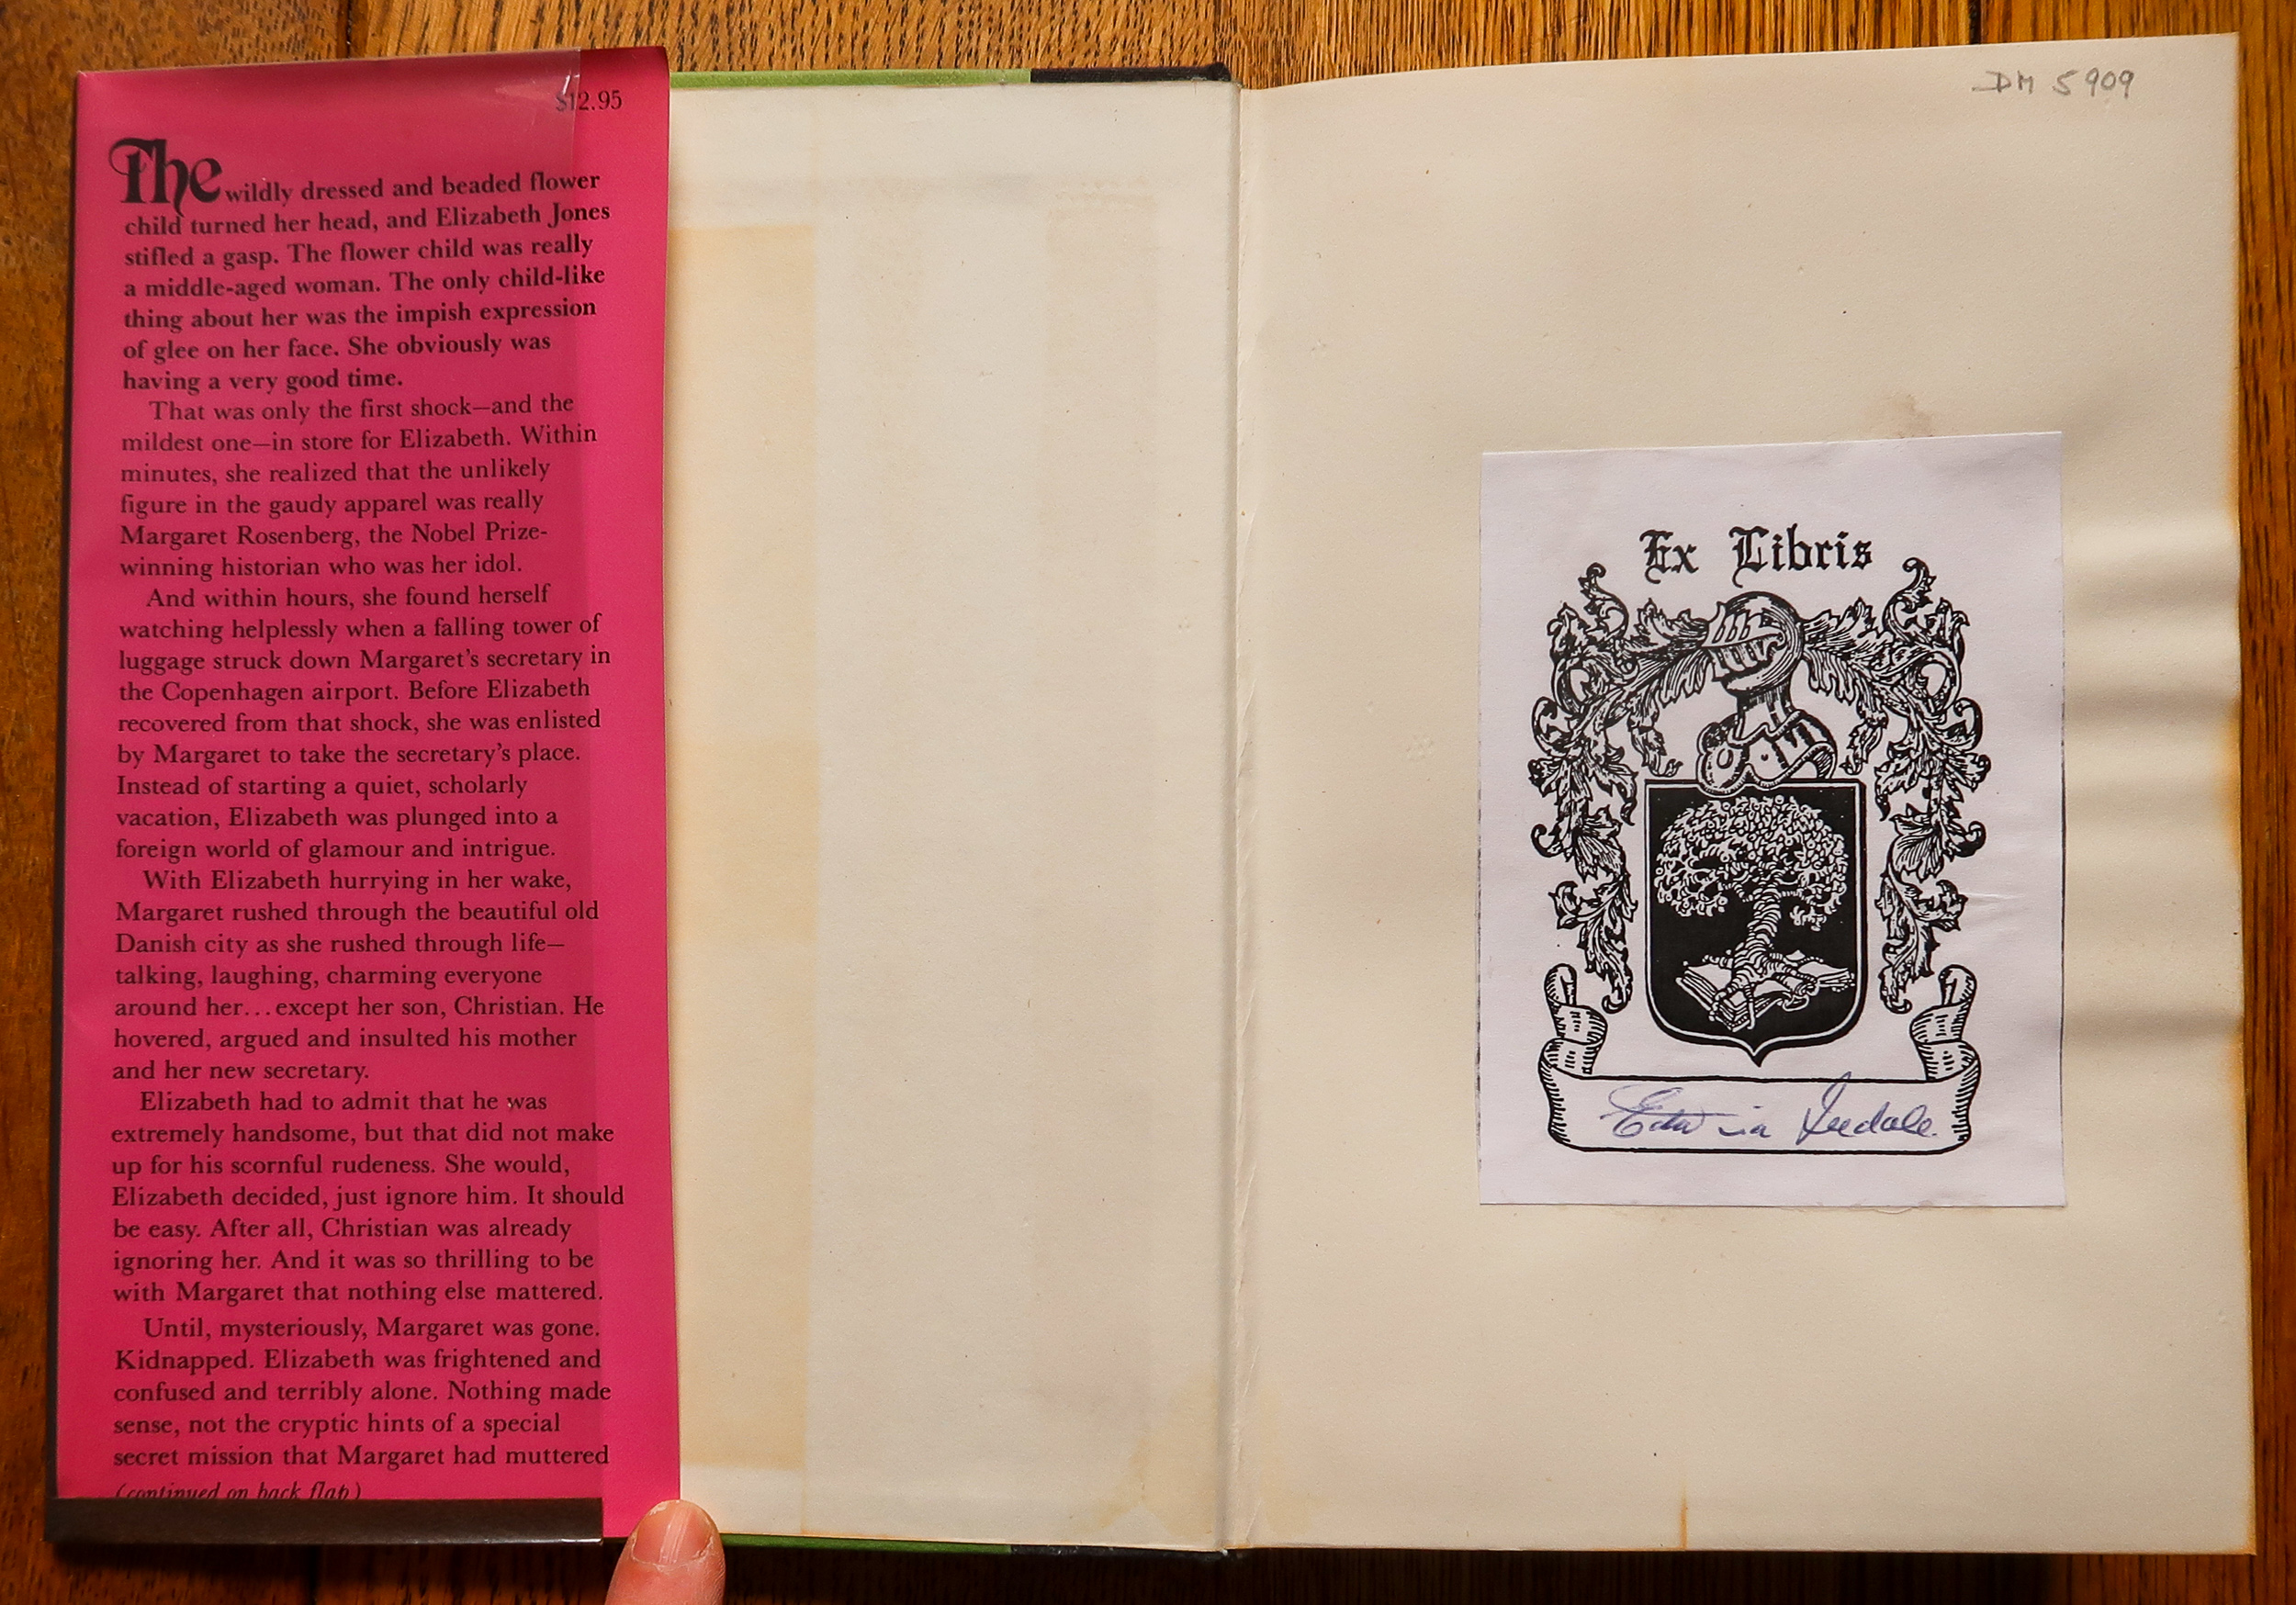 $12.95
The wildly dressed and beaded flower
child turned her head, and Elizabeth Jones
stifled a gasp. The flower child was really
a middle-aged woman. The only child-like
thing about her was the impish expression
of glee on her face. She obviously was
having a very good time.
That was only the first shock—and the
mildest one—in store for Elizabeth. Within
minutes, she realized that the unlikely
figure in the gaudy apparel was really
Margaret Rosenberg, the Nobel Prize-
winning historian who was her idol.
And within hours, she found herself
watching helplessly when a falling tower of
luggage struck down Margaret's secretary in
the Copenhagen airport. Before Elizabeth
recovered from that shock, she was enlisted
by Margaret to take the secretary's place.
Instead of starting a quiet, scholarly
vacation, Elizabeth was plunged into a
foreign world of glamour and intrigue.
With Elizabeth hurrying in her wake,
Margaret rushed through the beautiful old
Danish city as she rushed through life—
talking, laughing, charming everyone
around her...except her son, Christian. He
hovered, argued and insulted his mother
and her new secretary.
Elizabeth had to admit that he was
extremely handsome, but that did not make
up for his scornful rudeness. She would,
Elizabeth decided, just ignore him. It should
be easy. After all, Christian was already
ignoring her. And it was so thrilling to be
with Margaret that nothing else mattered.
Until, mysteriously, Margaret was gone.
Kidnapped. Elizabeth was frightened and
confused and terribly alone. Nothing made
sense, not the cryptic hints of a special
secret mission that Margaret had muttered
(continued on back flap)
DM 5909
Ex Libris